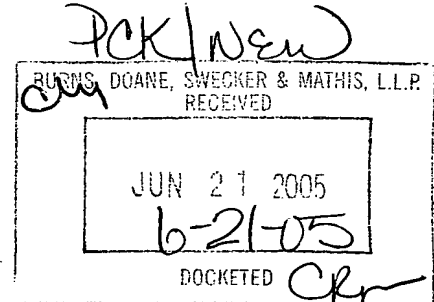 PCK/NEW
BURNS, DOANE, SWECKER & MATHIS, L.L.P.
RECEIVED
JUN 21 2005
6-21-05
DOCKETED